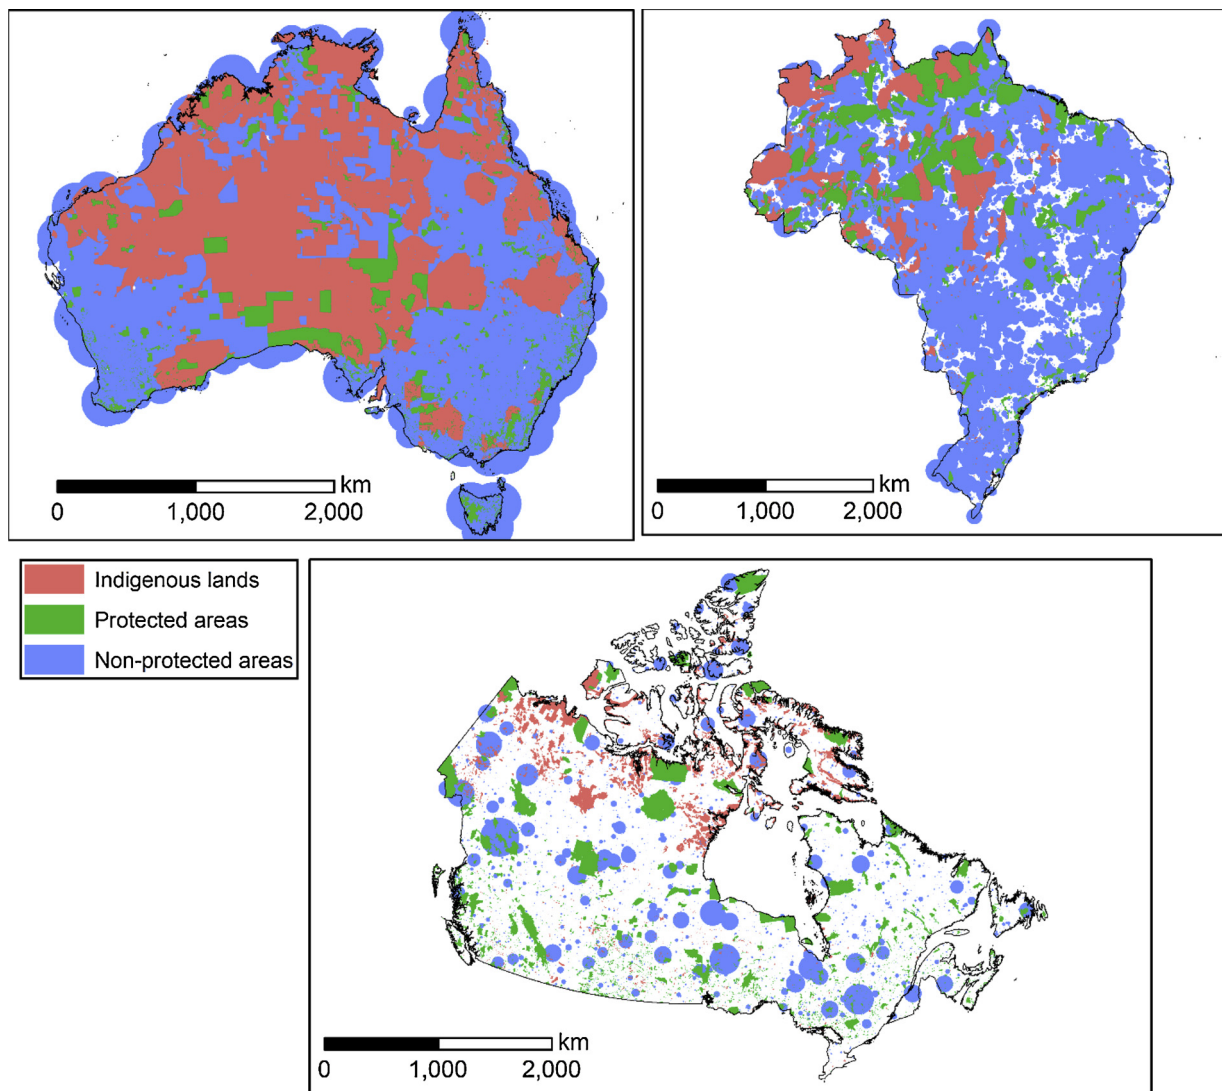 km
0 1,000 2,000
km
0 1,000 2,000
Indigenous lands
Protected areas
Non-protected areas
km
0 1,000 2,000